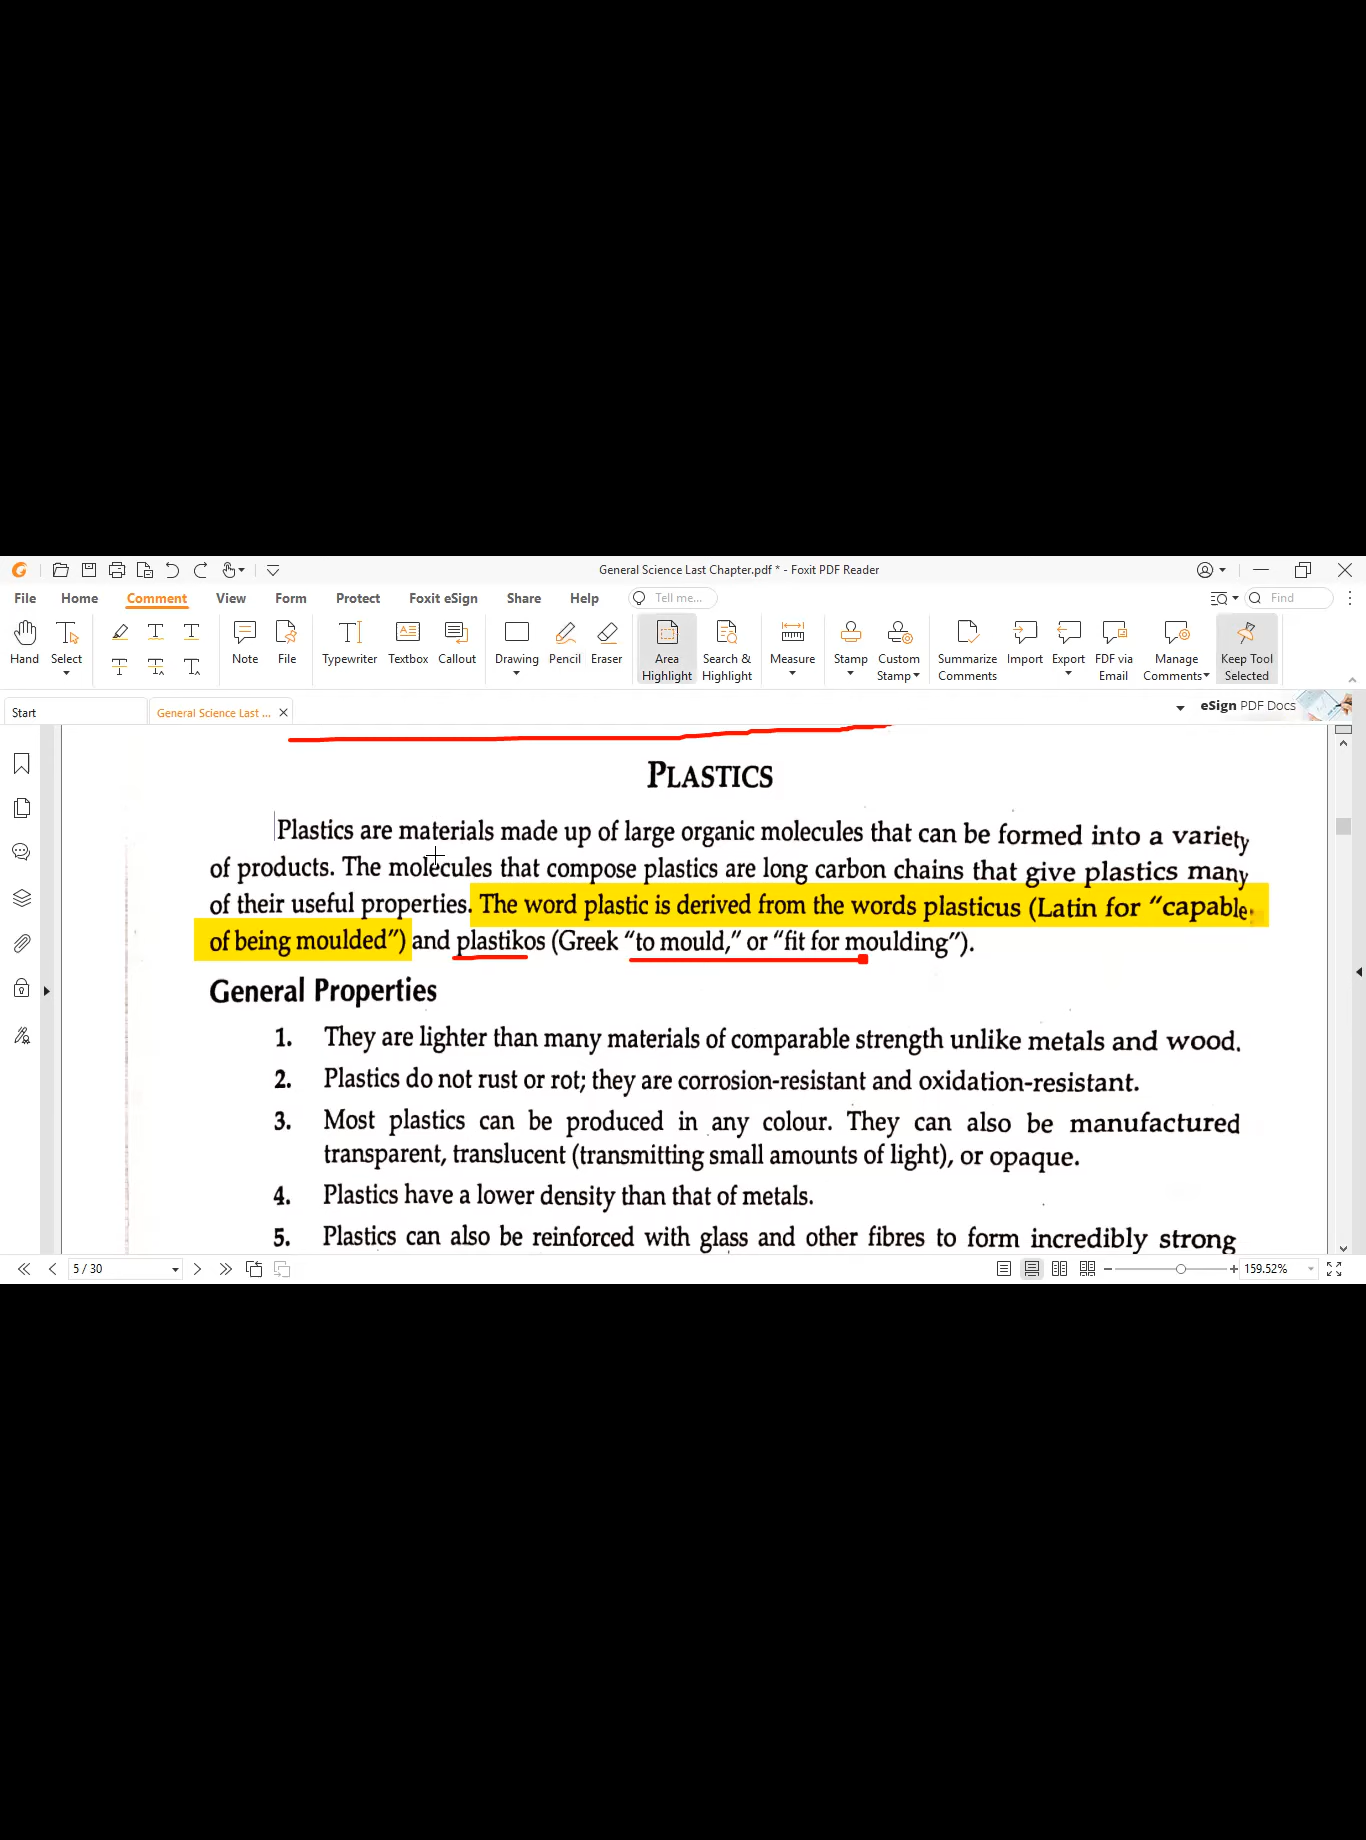 General Science Last Chapter.pdf * - Foxit PDF Reader
File Home Comment View Form Protect Foxit eSign Share Help Tell me... Find
Hand Select Note File Typewriter Textbox Callout Drawing Pencil Eraser Area Highlight Search & Highlight Measure Stamp Custom Stamp Summarize Comments Import Export FDF via Email Manage Comments Keep Tool Selected
Start General Science Last ... eSign PDF Docs
PLASTICS
Plastics are materials made up of large organic molecules that can be formed into a variety
of products. The molecules that compose plastics are long carbon chains that give plastics many
of their useful properties. The word plastic is derived from the words plasticus (Latin for "capable
of being moulded") and plastikos (Greek "to mould," or "fit for moulding").
General Properties
1. They are lighter than many materials of comparable strength unlike metals and wood.
2. Plastics do not rust or rot; they are corrosion-resistant and oxidation-resistant.
3. Most plastics can be produced in any colour. They can also be manufactured
transparent, translucent (transmitting small amounts of light), or opaque.
4. Plastics have a lower density than that of metals.
5. Plastics can also be reinforced with glass and other fibres to form incredibly strong
5 / 30 159.52%